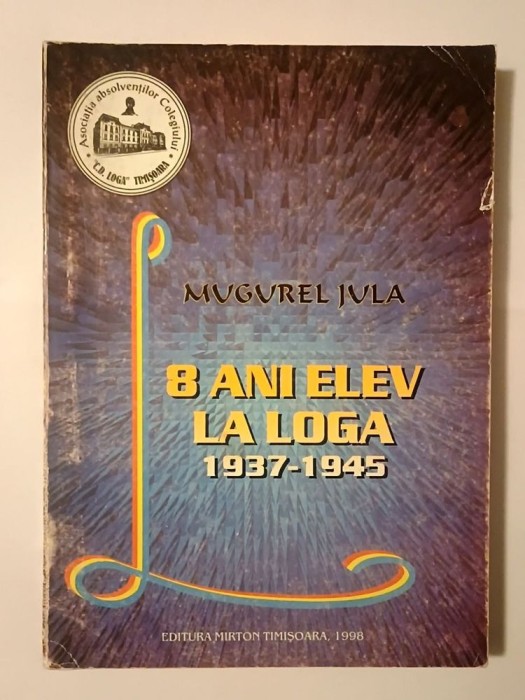 Asociația absolvenților Colegiului
"C.D. LOGA" TIMIȘOARA
MUGUREL JULA
8 ANI ELEV
LA LOGA
1937-1945
EDITURA MIRTON TIMIȘOARA, 1998